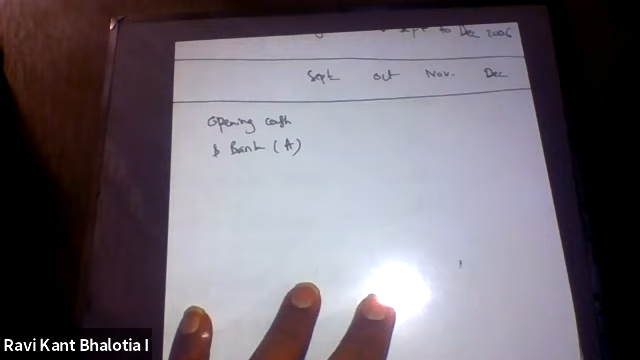 Sept to Dec 2006
Sept oct Nov. Dec
Opening cash
& Bank (A)
Ravi Kant Bhalotia I